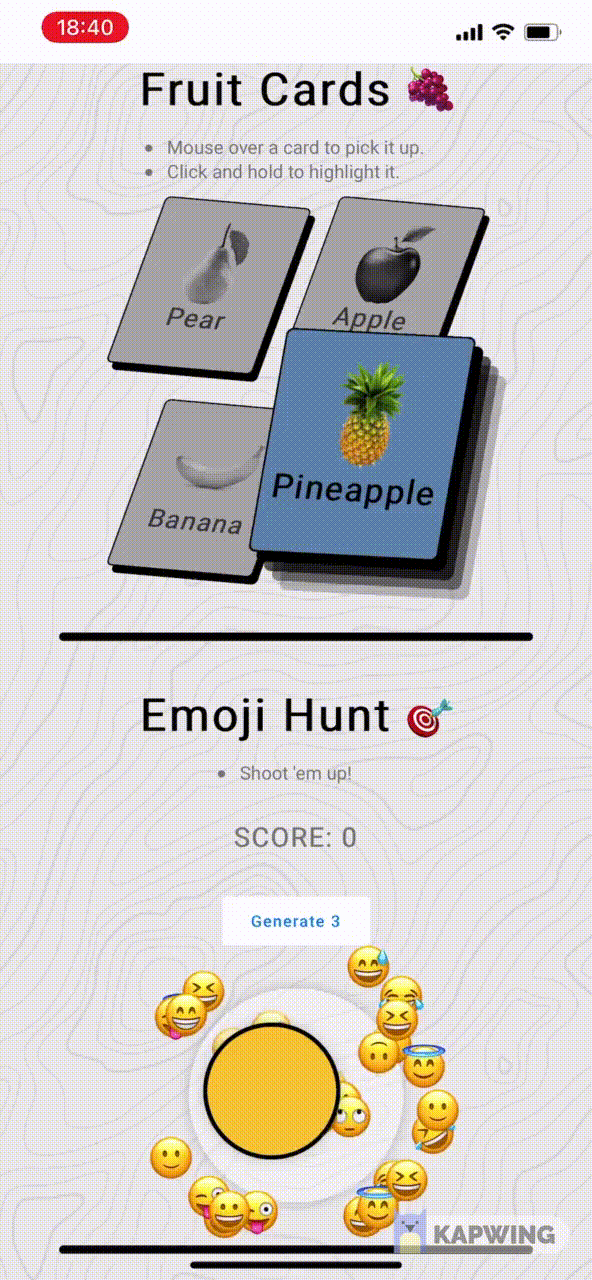 18:40
Fruit Cards 🍇
• Mouse over a card to pick it up.
• Click and hold to highlight it.
Pear
Apple
Banana
Pineapple
Emoji Hunt 🎯
• Shoot 'em up!
SCORE: 0
Generate 3
KAPWING